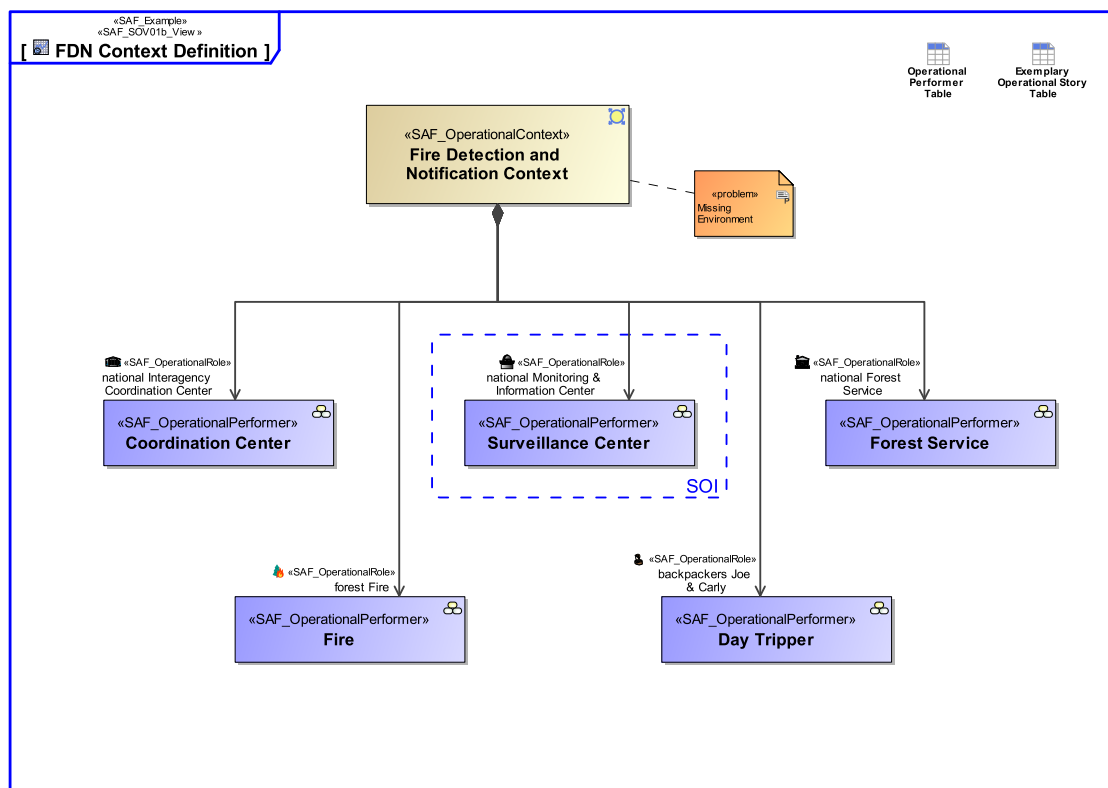 «SAF_Example»
«SAF_SOV01b_View »
[ FDN Context Definition ]
Operational
Performer
Table
Exemplary
Operational Story
Table
«SAF_OperationalContext»
Fire Detection and
Notification Context
«problem»
Missing
Environment
«SAF_OperationalRole»
national Interagency
Coordination Center
«SAF_OperationalPerformer»
Coordination Center
«SAF_OperationalRole»
national Monitoring &
Information Center
«SAF_OperationalPerformer»
Surveillance Center
SOI
«SAF_OperationalRole»
national Forest
Service
«SAF_OperationalPerformer»
Forest Service
«SAF_OperationalRole»
forest Fire
«SAF_OperationalPerformer»
Fire
«SAF_OperationalRole»
backpackers Joe
& Carly
«SAF_OperationalPerformer»
Day Tripper